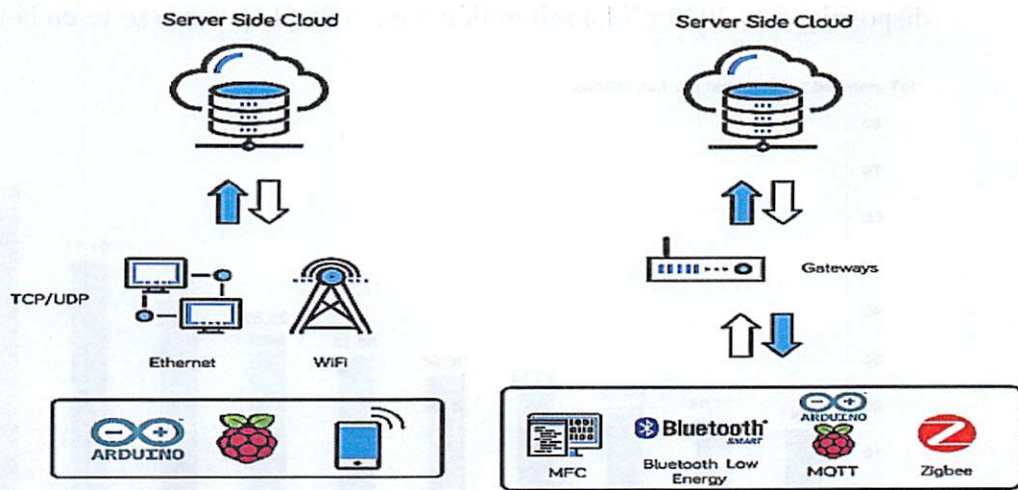 Server Side Cloud
Server Side Cloud
Gateways
TCP/UDP
Ethernet
WiFi
ARDUINO
ARDUINO
Bluetooth
SMART
MFC
Bluetooth Low
Energy
MQTT
Zigbee